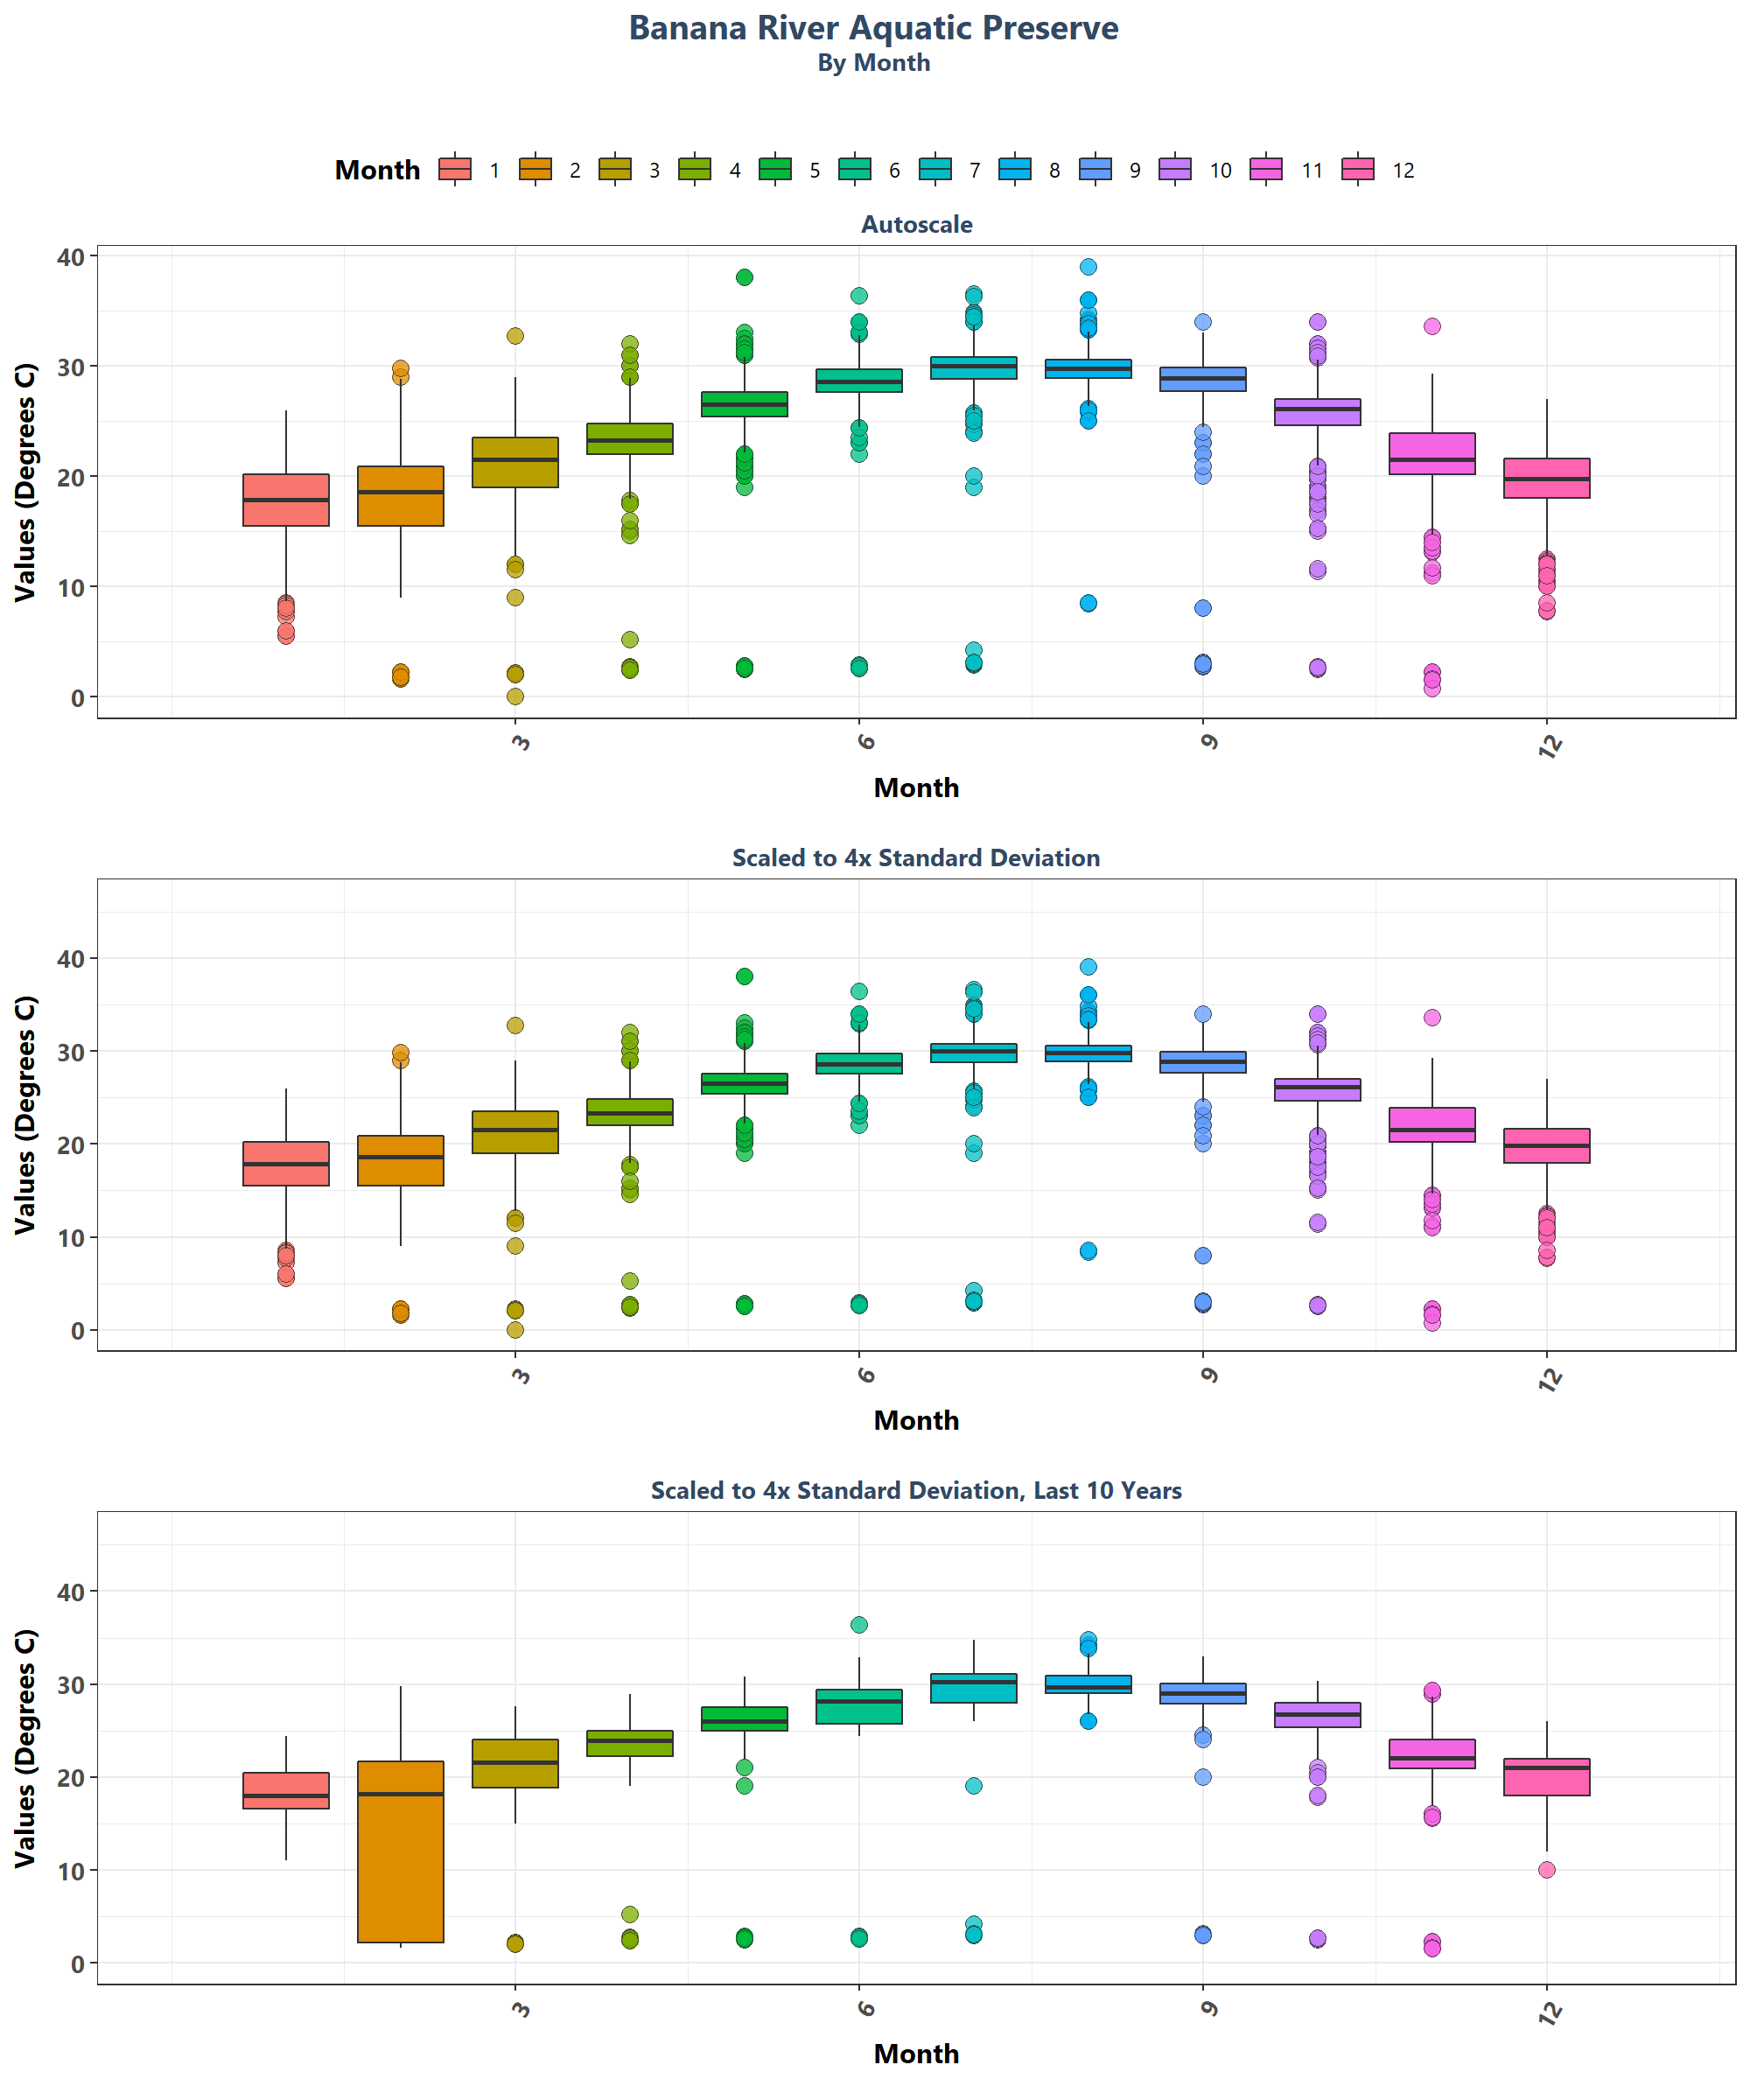 Banana River Aquatic Preserve
By Month
Month 1 2 3 4 5 6 7 8 9 10 11 12
Autoscale
Values (Degrees C)
40
30
20
10
0
3 6 9 12
Month
Scaled to 4x Standard Deviation
Values (Degrees C)
40
30
20
10
0
3 6 9 12
Month
Scaled to 4x Standard Deviation, Last 10 Years
Values (Degrees C)
40
30
20
10
0
3 6 9 12
Month